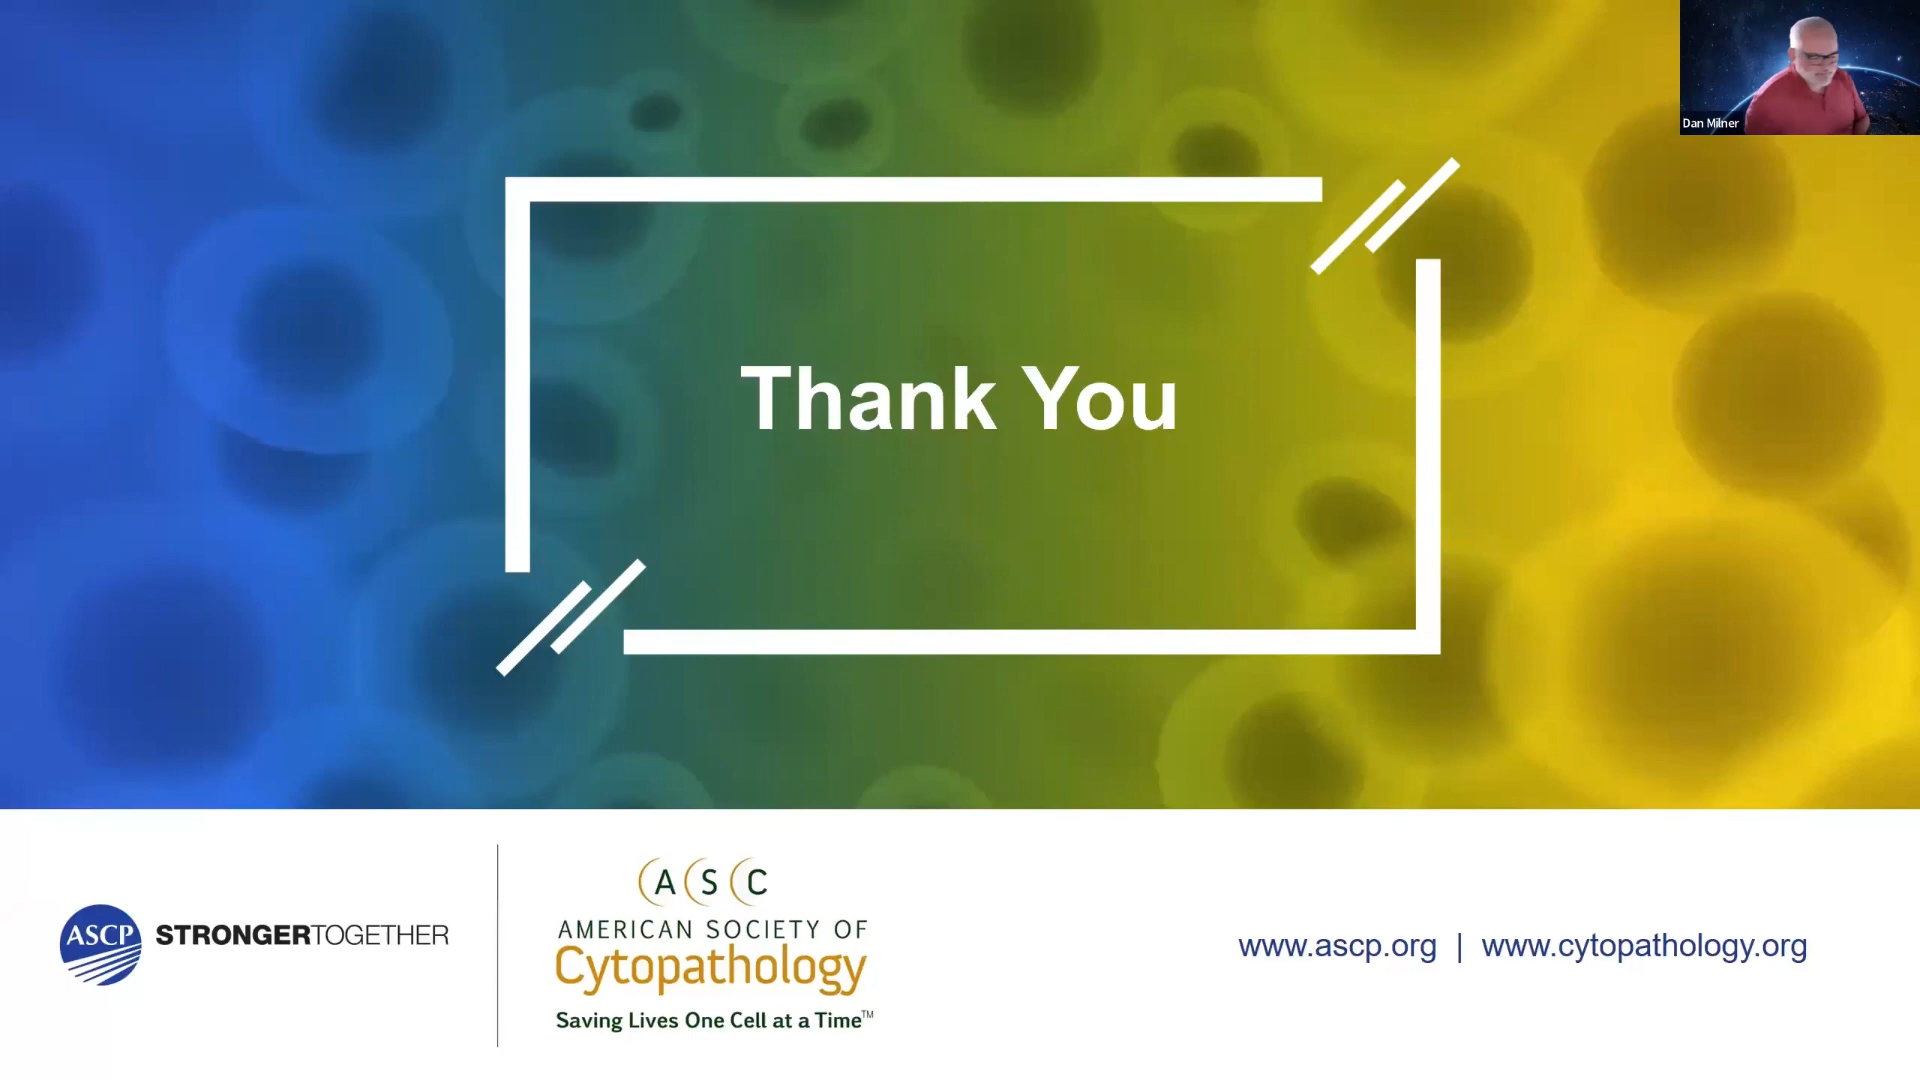 Dan Milner
Thank You
ASCP STRONGERTOGETHER
A S C
AMERICAN SOCIETY OF
Cytopathology
Saving Lives One Cell at a Time™
www.ascp.org | www.cytopathology.org